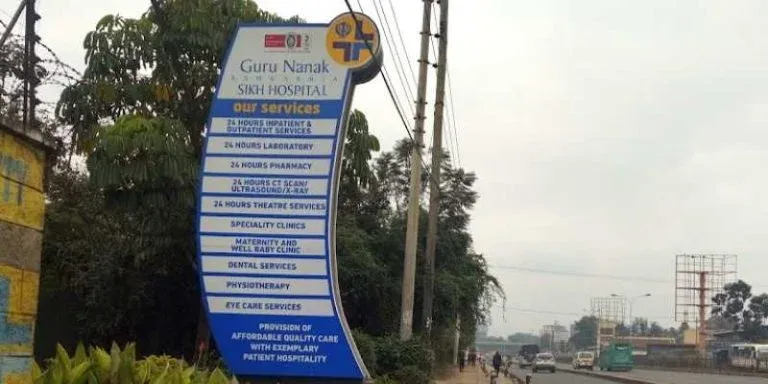 Guru Nanak
RAMGARHIA
SIKH HOSPITAL
our services
24 HOURS INPATIENT &
OUTPATIENT SERVICES
24 HOURS LABORATORY
24 HOURS PHARMACY
24 HOURS CT SCAN/
ULTRASOUND/X-RAY
24 HOURS THEATRE SERVICES
SPECIALITY CLINICS
MATERNITY AND
WELL BABY CLINIC
DENTAL SERVICES
PHYSIOTHERAPY
EYE CARE SERVICES
PROVISION OF
AFFORDABLE QUALITY CARE
WITH EXEMPLARY
PATIENT HOSPITALITY